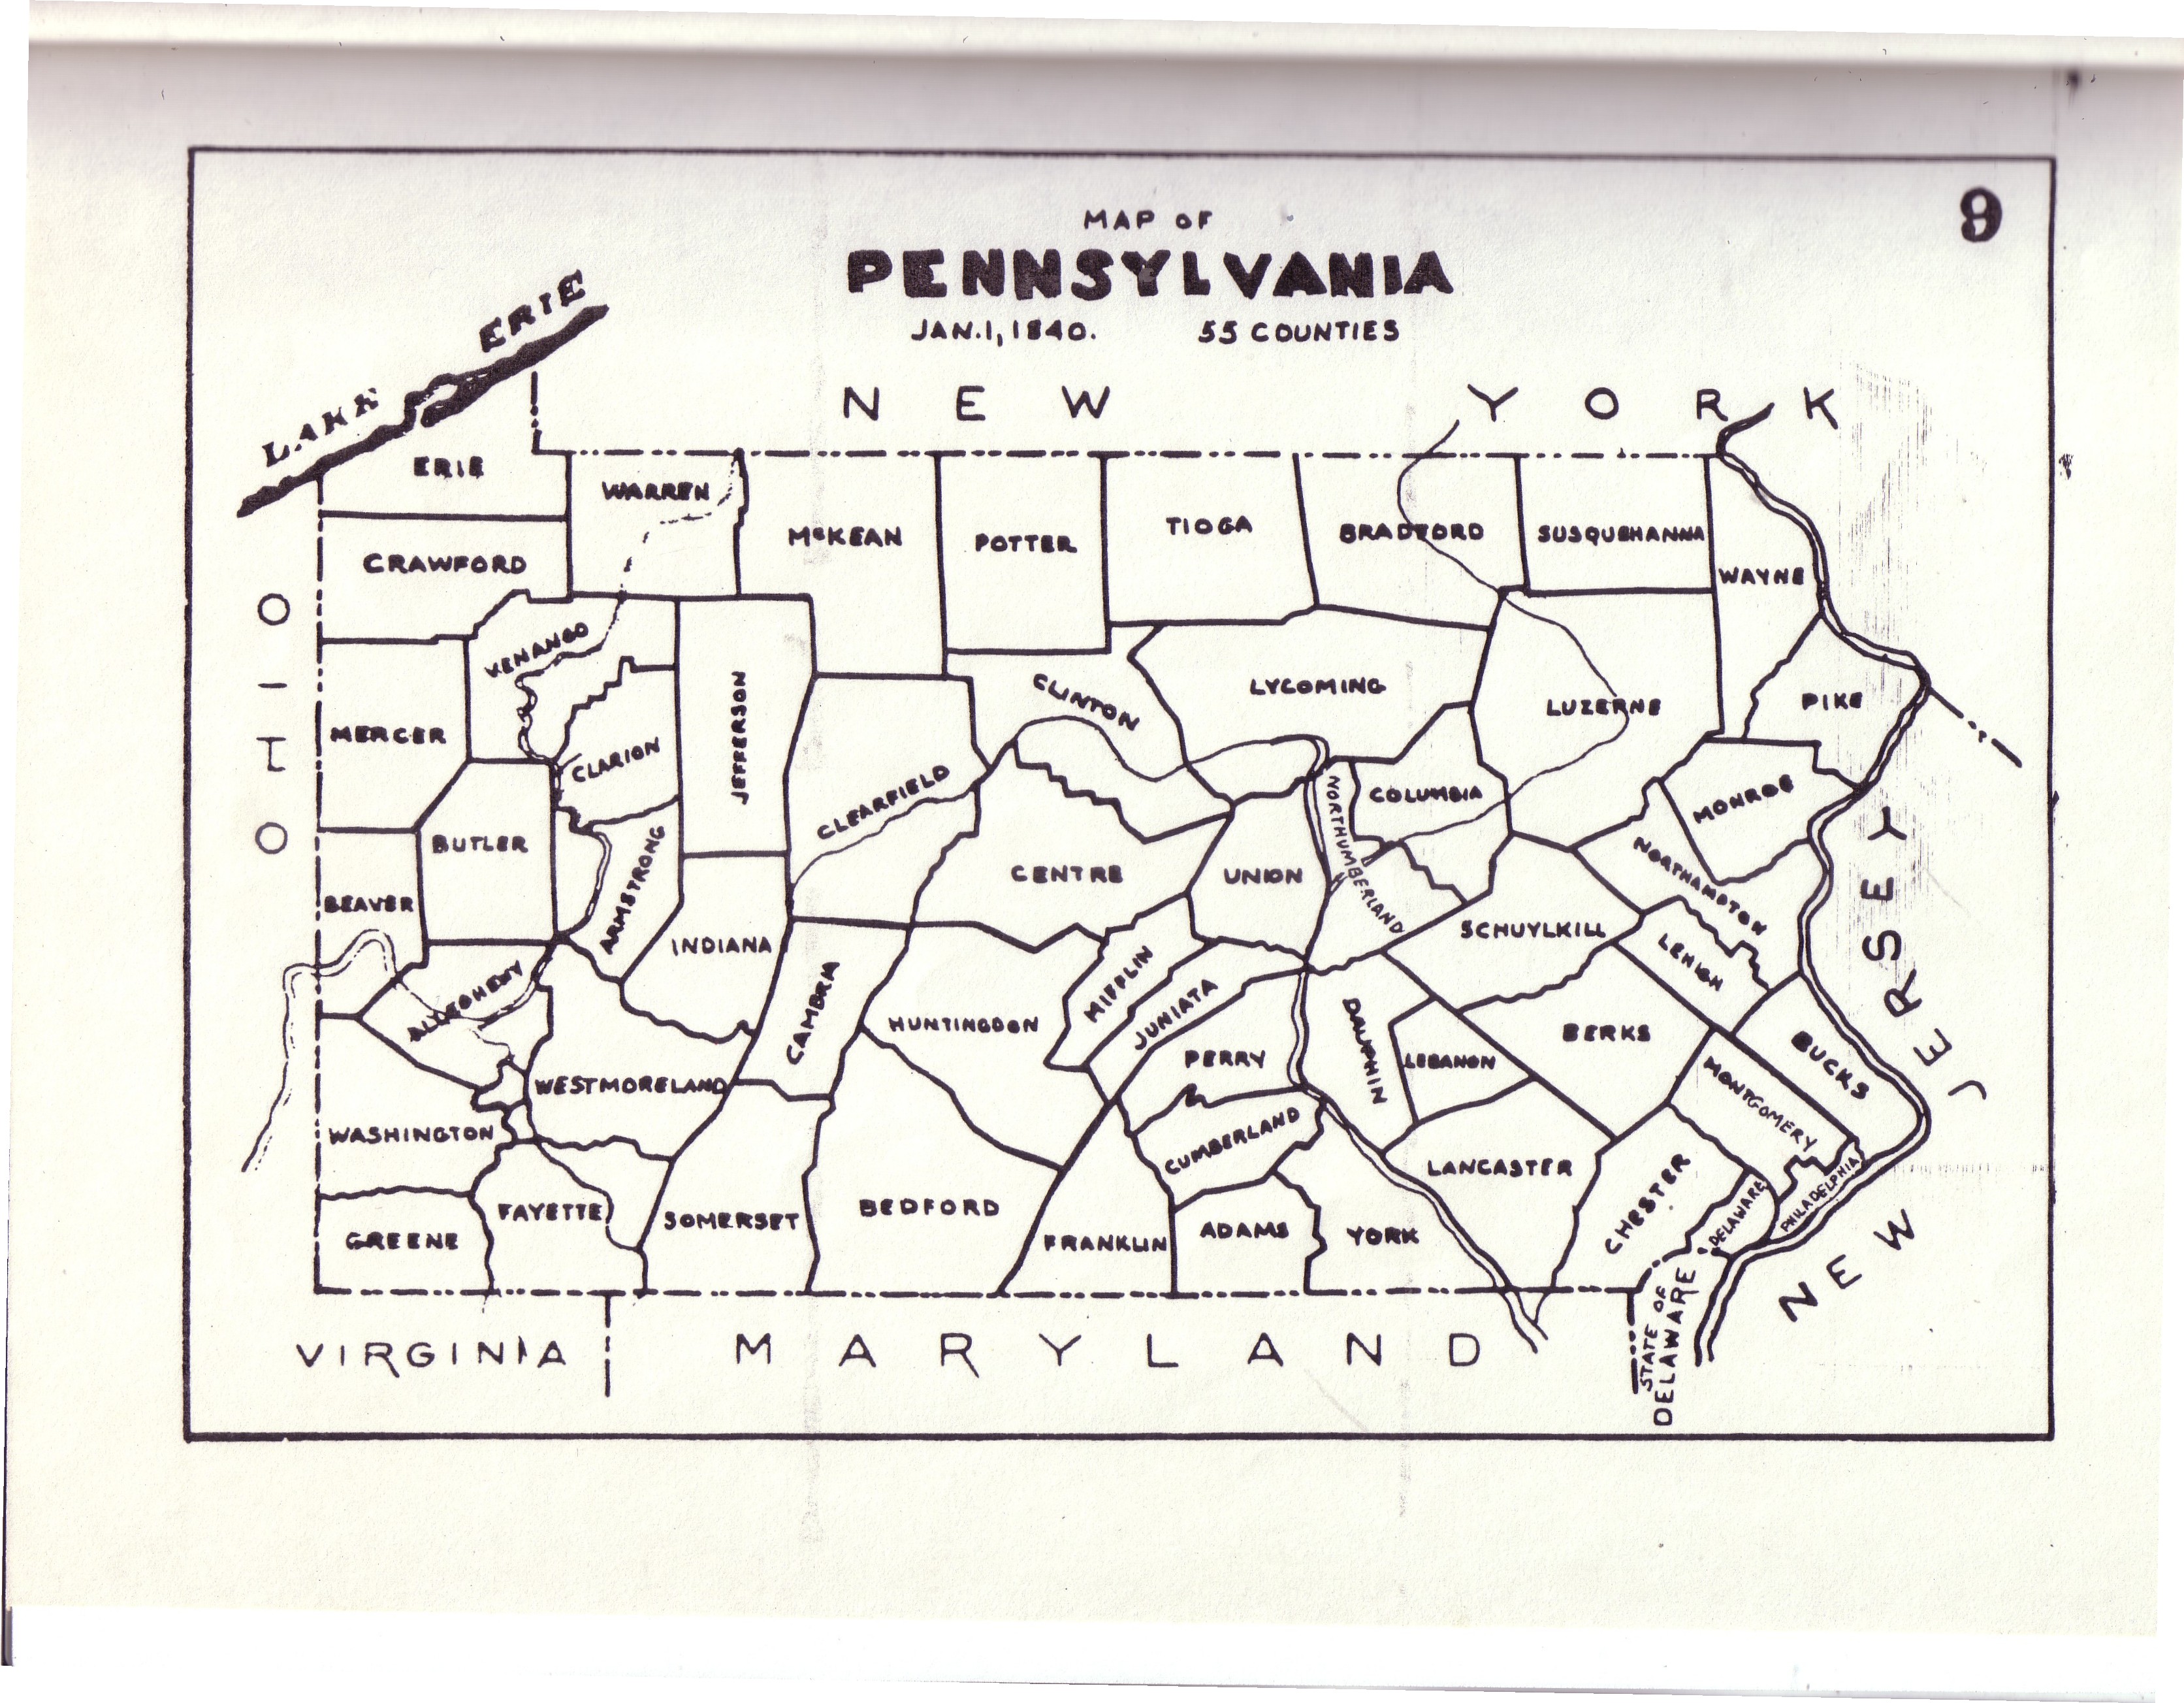 9
MAP OF
PENNSYLVANIA
JAN. 1, 1840. 55 COUNTIES
LAKE ERIE
NEW YORK
ERIE
WARREN
McKEAN
POTTER
TIOGA
BRADFORD
SUSQUEHANNA
WAYNE
CRAWFORD
OHIO
VENANGO
MERCER
CLARION
JEFFERSON
CLEARFIELD
CLINTON
LYCOMING
LUZERNE
PIKE
MONROE
COLUMBIA
NORTHUMBERLAND
BUTLER
BEAVER
ARMSTRONG
INDIANA
CENTRE
UNION
NORTHAMPTON
SCHUYLKILL
LEHIGH
ALLEGHENY
CAMBRIA
HUNTINGDON
MIFFLIN
JUNIATA
PERRY
DAUPHIN
LEBANON
BERKS
BUCKS
MONTGOMERY
WESTMORELAND
WASHINGTON
CUMBERLAND
LANCASTER
CHESTER
DELAWARE
PHILADELPHIA
GREENE
FAYETTE
SOMERSET
BEDFORD
FRANKLIN
ADAMS
YORK
NEW JERSEY
VIRGINIA
MARYLAND
STATE OF
DELAWARE